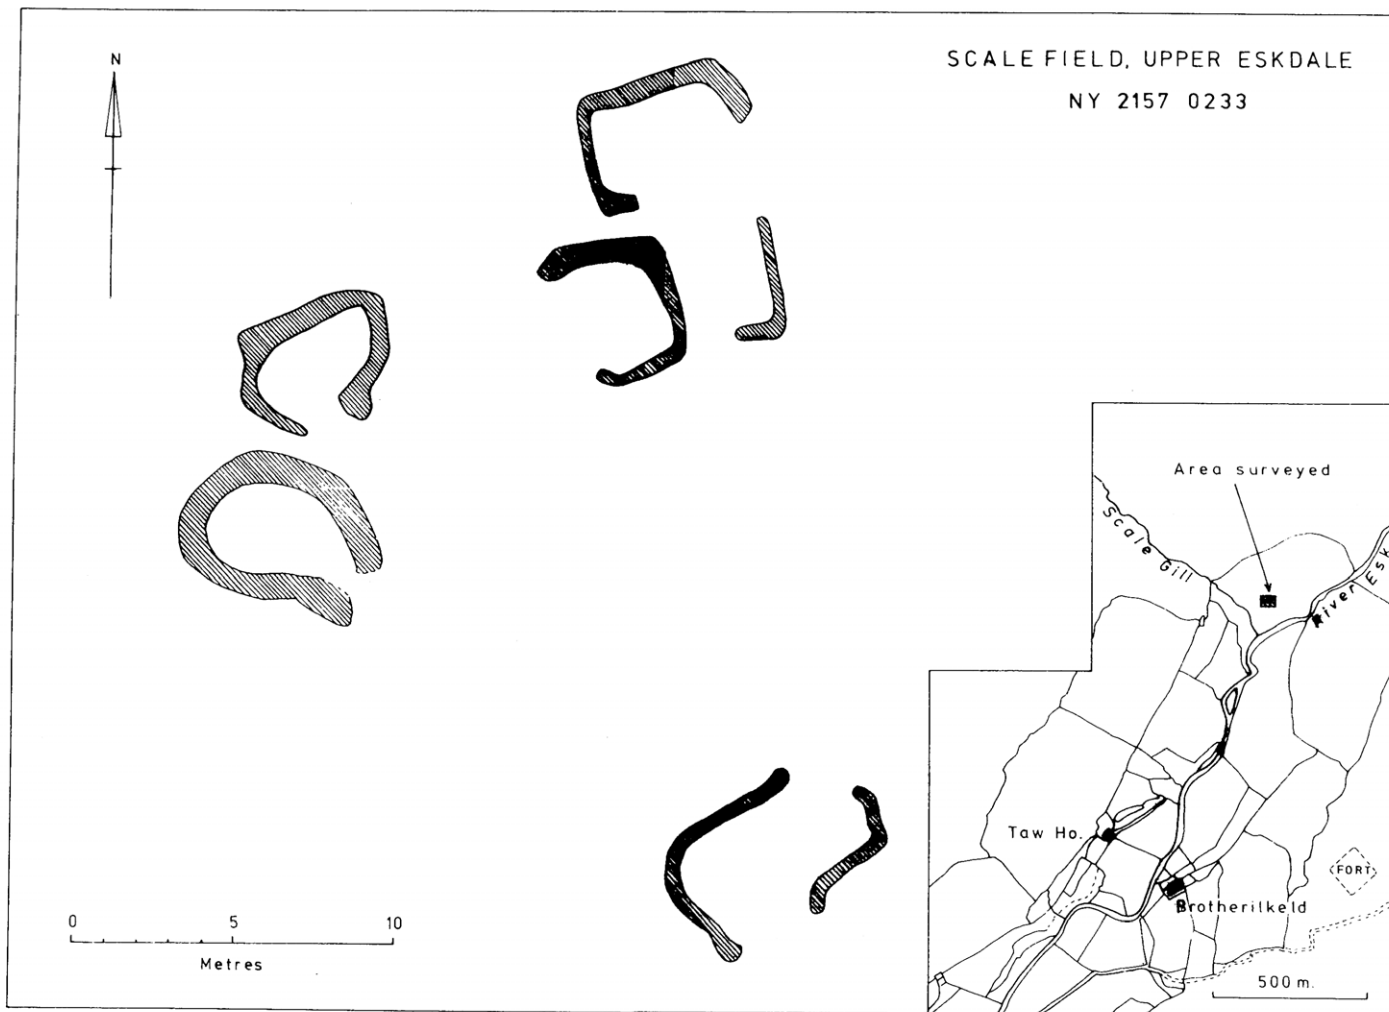 N
SCALE FIELD, UPPER ESKDALE
NY 2157 0233
Area surveyed
Scale Gill
River Esk
Taw Ho.
FORT
Brotherilkeld
0 5 10
Metres
500 m.